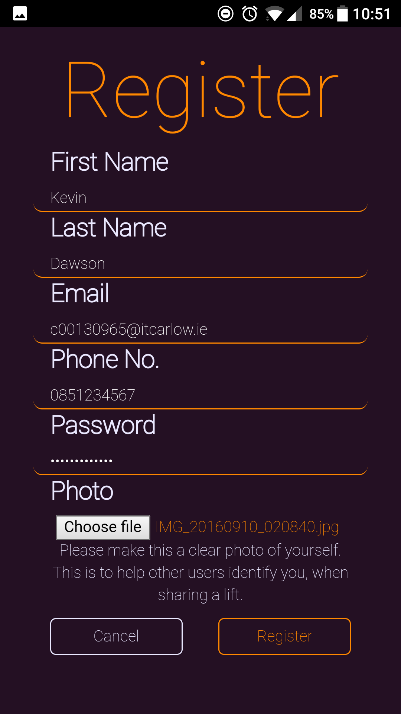 85% 10:51
Register
First Name
Kevin
Last Name
Dawson
Email
c00130965@itcarlow.ie
Phone No.
0851234567
Password
•••••••••••••
Photo
Choose file IMG_20160910_020840.jpg
Please make this a clear photo of yourself.
This is to help other users identify you, when
sharing a lift.
Cancel Register